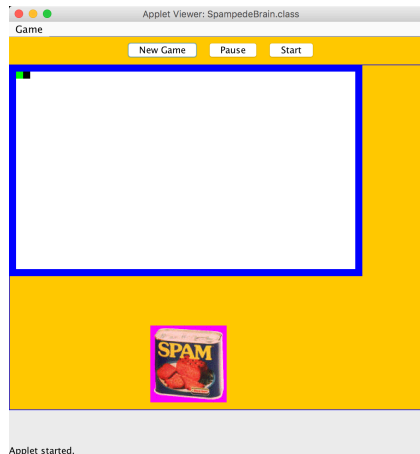 Applet Viewer: SpampedeBrain.class
Game
New Game Pause Start
SPAM
Applet started.